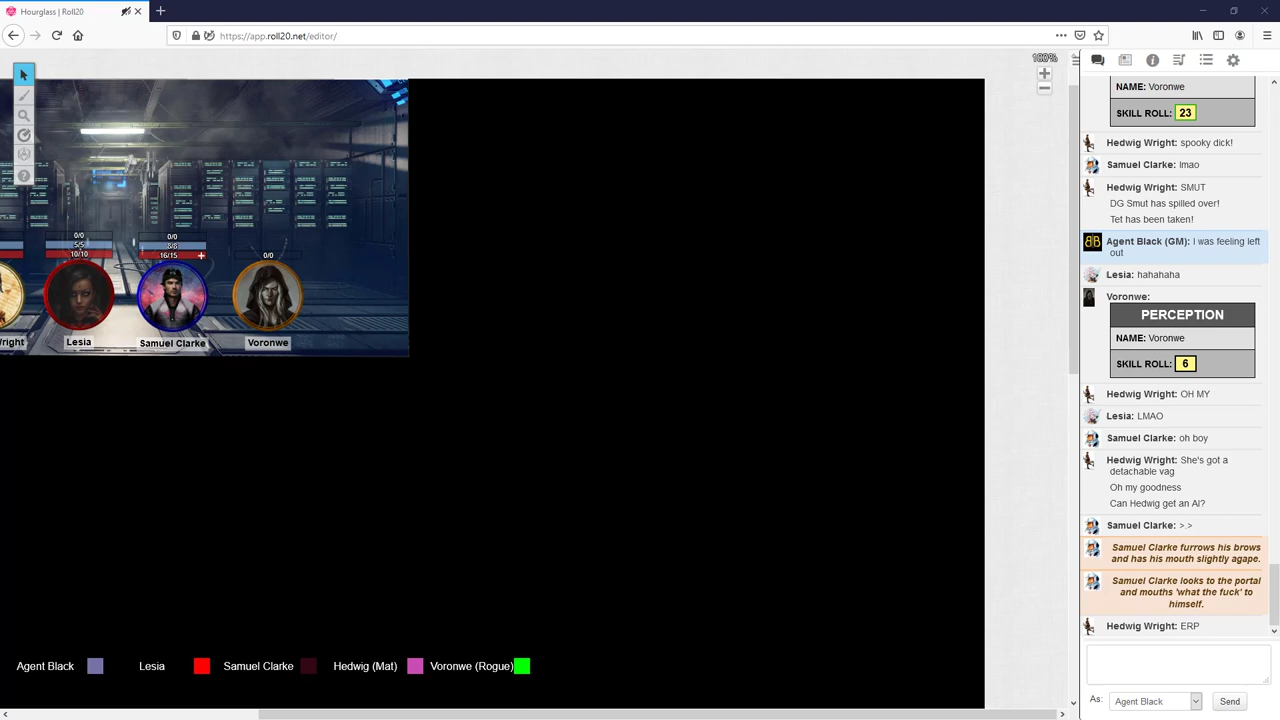 Hourglass | Roll20
https://app.roll20.net/editor/
100%
0/0
5/5
10/10
0/0
8/8
16/15
0/0
Wright
Lesia
Samuel Clarke
Voronwe
Agent Black
Lesia
Samuel Clarke
Hedwig (Mat)
Voronwe (Rogue)
NAME: Voronwe
SKILL ROLL: 23
Hedwig Wright: spooky dick!
Samuel Clarke: lmao
Hedwig Wright: SMUT
DG Smut has spilled over!
Tet has been taken!
Agent Black (GM): I was feeling left
out
Lesia: hahahaha
Voronwe:
PERCEPTION
NAME: Voronwe
SKILL ROLL: 6
Hedwig Wright: OH MY
Lesia: LMAO
Samuel Clarke: oh boy
Hedwig Wright: She's got a
detachable vag
Oh my goodness
Can Hedwig get an AI?
Samuel Clarke: >.>
Samuel Clarke furrows his brows
and has his mouth slightly agape.
Samuel Clarke looks to the portal
and mouths 'what the fuck' to
himself.
Hedwig Wright: ERP
As:
Agent Black
Send